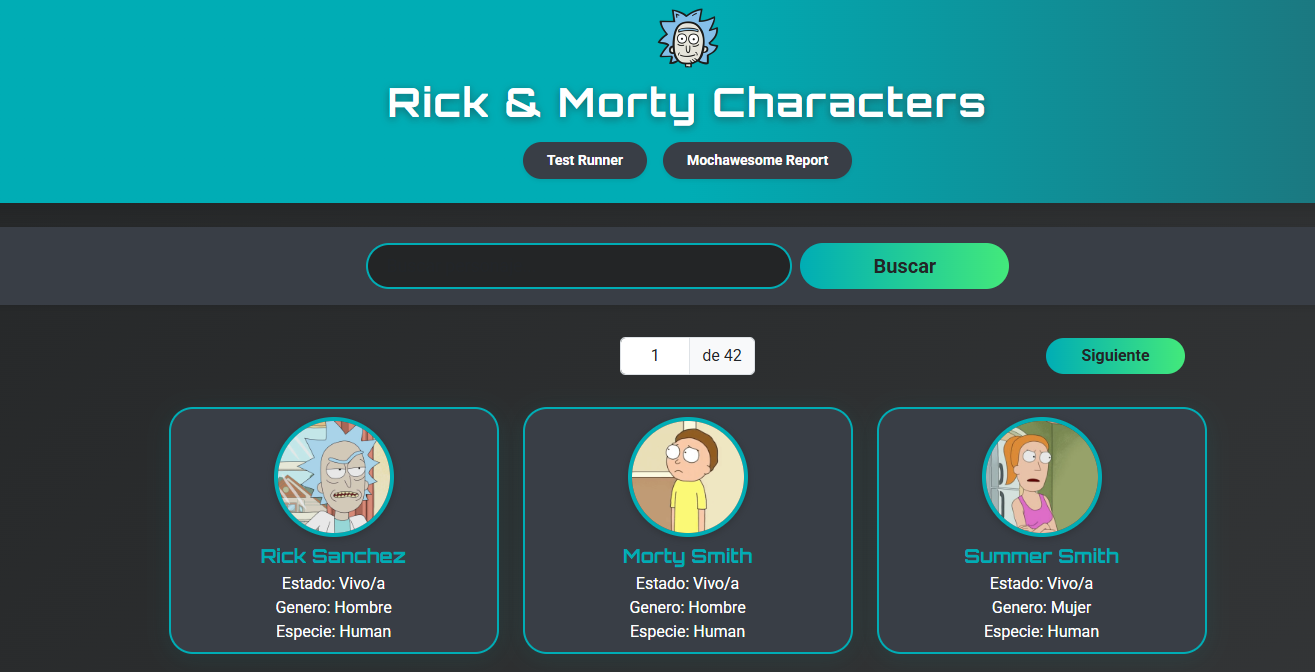 Rick & Morty Characters
Test Runner
Mochawesome Report
Buscar
1
de 42
Siguiente
Rick Sanchez
Estado: Vivo/a
Genero: Hombre
Especie: Human
Morty Smith
Estado: Vivo/a
Genero: Hombre
Especie: Human
Summer Smith
Estado: Vivo/a
Genero: Mujer
Especie: Human